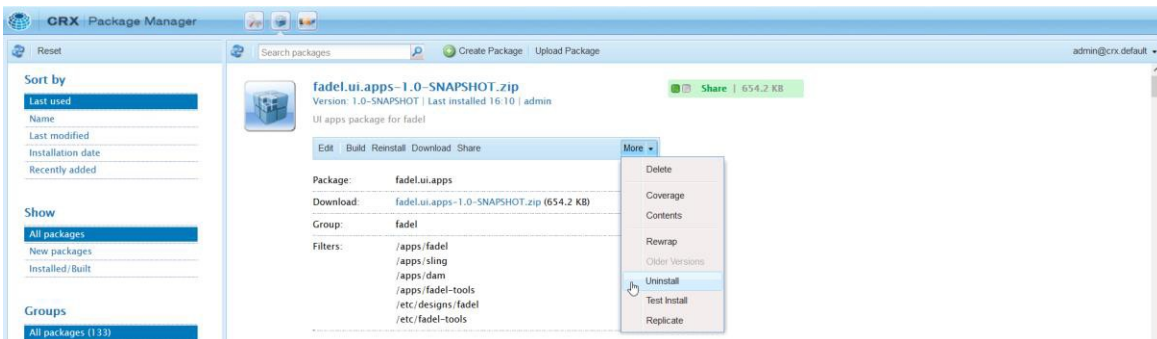 CRX Package Manager
Reset
Search packages
Create Package
Upload Package
admin@crx.default
Sort by
Last used
Name
Last modified
Installation date
Recently added
Show
All packages
New packages
Installed/Built
Groups
All packages (133)
fadel.ui.apps-1.0-SNAPSHOT.zip
Version: 1.0-SNAPSHOT | Last installed 16:10 | admin
UI apps package for fadel
Share | 654.2 KB
Edit Build Reinstall Download Share More
Package: fadel.ui.apps
Download: fadel.ui.apps-1.0-SNAPSHOT.zip (654.2 KB)
Group: fadel
Filters: /apps/fadel
/apps/sling
/apps/dam
/apps/fadel-tools
/etc/designs/fadel
/etc/fadel-tools
Delete
Coverage
Contents
Rewrap
Older Versions
Uninstall
Test Install
Replicate